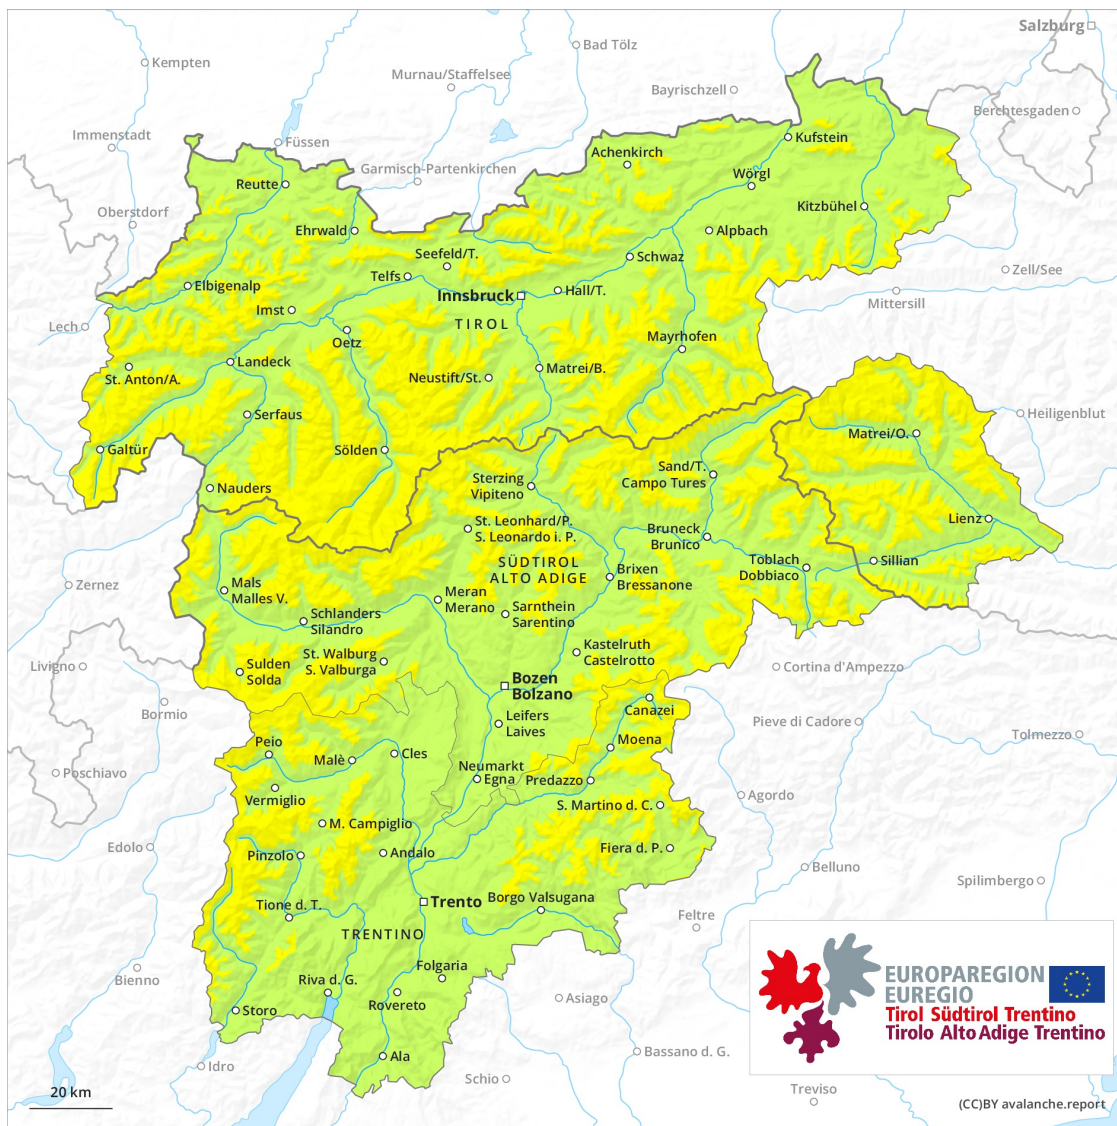 Salzburg
Bad Tölz
Kempten
Murnau/Staffelsee
Bayrischzell
Berchtesgaden
Immenstadt
Füssen
Kufstein
Achenkirch
Garmisch-Partenkirchen
Wörgl
Reutte
Oberstdorf
Kitzbühel
Ehrwald
Alpbach
Seefeld/T.
Schwaz
Zell/See
Telfs
Elbigenalp
Innsbruck
Hall/T.
Mittersill
Imst
Lech
TIROL
Oetz
Mayrhofen
Landeck
Matrei/B.
St. Anton/A.
Neustift/St.
Serfaus
Heiligenblut
Matrei/O.
Galtür
Sölden
Sand/T.
Campo Tures
Sterzing
Vipiteno
Nauders
Lienz
St. Leonhard/P.
S. Leonardo i. P.
Bruneck
Brunico
Toblach
Dobbiaco
Sillian
SÜDTIROL
ALTO ADIGE
Brixen
Bressanone
Zernez
Mals
Malles V.
Meran
Merano
Sarnthein
Sarentino
Schlanders
Silandro
Kastelruth
Castelrotto
St. Walburg
S. Valburga
Livigno
Sulden
Solda
Cortina d'Ampezzo
Bozen
Bolzano
Canazei
Bormio
Leifers
Laives
Pieve di Cadore
Tolmezzo
Moena
Peio
Cles
Malè
Poschiavo
Neumarkt
Egna
Predazzo
Vermiglio
Agordo
S. Martino d. C.
M. Campiglio
Edolo
Pinzolo
Andalo
Fiera d. P.
Belluno
Spilimbergo
Trento
Borgo Valsugana
Tione d. T.
Feltre
TRENTINO
Folgaria
Bienno
Riva d. G.
Rovereto
Asiago
Storo
EUROPAREGION
EUREGIO
Tirol Südtirol Trentino
Tirolo Alto Adige Trentino
Ala
Bassano d. G.
Idro
Schio
Treviso
20 km
(CC)BY avalanche.report